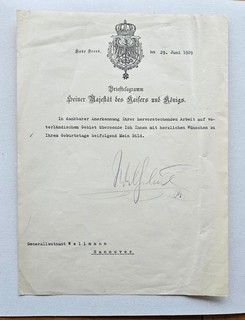 Haus Doorn, den 29. Juni 1929
Brieftelegramm
Seiner Majestät des Kaisers und Königs.
In dankbarer Anerkennung Ihrer hervorstechenden Arbeit auf va-
terländischem Gebiet übersende Ich Ihnen mit herzlichen Wünschen zu
Ihrem Geburtstage beifolgend Mein Bild.
Generalleutnant Wellmann
Hannover